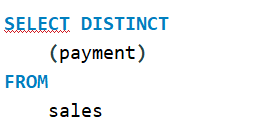 SELECT DISTINCT
(payment)
FROM
sales